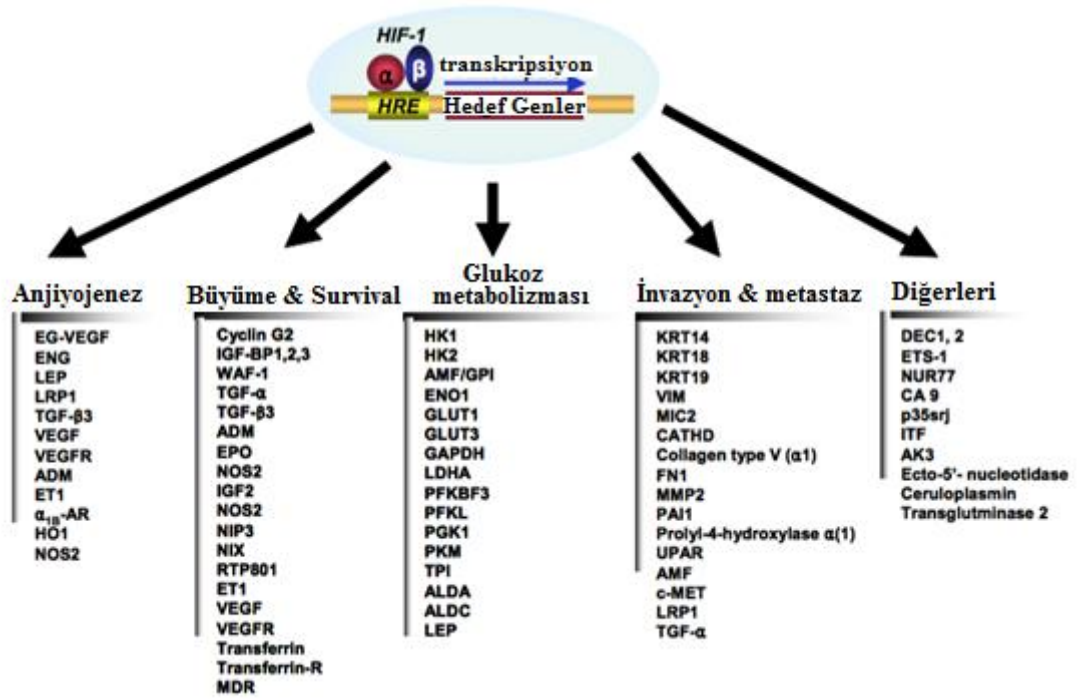 HIF-1
α β transkripsiyon
HRE Hedef Genler
Anjiyojenez
EG-VEGF
ENG
LEP
LRP1
TGF-β3
VEGF
VEGFR
ADM
ET1
α1B-AR
HO1
NOS2
Büyüme & Survival
Cyclin G2
IGF-BP1,2,3
WAF-1
TGF-α
TGF-β3
ADM
EPO
NOS2
IGF2
NOS2
NIP3
NIX
RTP801
ET1
VEGF
VEGFR
Transferrin
Transferrin-R
MDR
Glukoz
metabolizması
HK1
HK2
AMF/GPI
ENO1
GLUT1
GLUT3
GAPDH
LDHA
PFKBF3
PFKL
PGK1
PKM
TPI
ALDA
ALDC
LEP
İnvazyon & metastaz
KRT14
KRT18
KRT19
VIM
MIC2
CATHD
Collagen type V (α1)
FN1
MMP2
PAI1
Prolyl-4-hydroxylase α(1)
UPAR
AMF
c-MET
LRP1
TGF-α
Diğerleri
DEC1, 2
ETS-1
NUR77
CA 9
p35srj
ITF
AK3
Ecto-5'- nucleotidase
Ceruloplasmin
Transglutminase 2